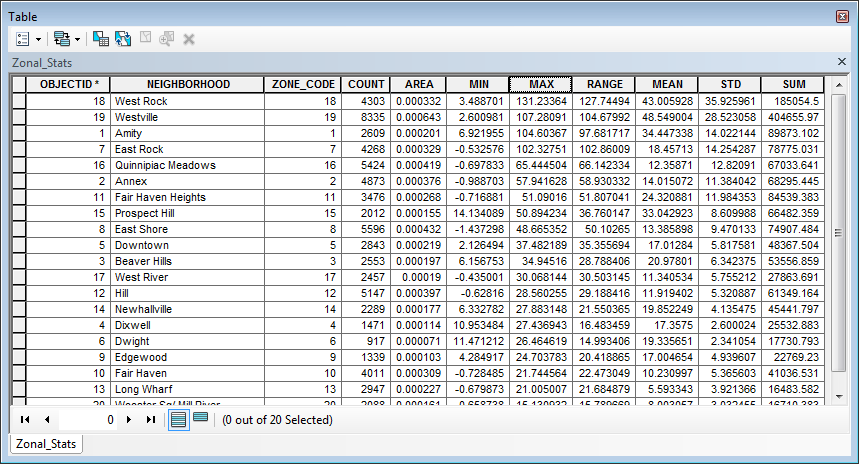 Table
Zonal_Stats
OBJECTID * NEIGHBORHOOD ZONE_CODE COUNT AREA MIN MAX RANGE MEAN STD SUM
18 West Rock 18 4303 0.000332 3.488701 131.23364 127.74494 43.005928 35.925961 185054.5
19 Westville 19 8335 0.000643 2.600981 107.28091 104.67992 48.549004 28.523058 404655.97
1 Amity 1 2609 0.000201 6.921955 104.60367 97.681717 34.447338 14.022144 89873.102
7 East Rock 7 4268 0.000329 -0.532576 102.32751 102.86009 18.45713 14.254287 78775.031
16 Quinnipiac Meadows 16 5424 0.000419 -0.697833 65.444504 66.142334 12.35871 12.82091 67033.641
2 Annex 2 4873 0.000376 -0.988703 57.941628 58.930332 14.015072 11.384042 68295.445
11 Fair Haven Heights 11 3476 0.000268 -0.716881 51.09016 51.807041 24.320881 11.984353 84539.383
15 Prospect Hill 15 2012 0.000155 14.134089 50.894234 36.760147 33.042923 8.609988 66482.359
8 East Shore 8 5596 0.000432 -1.437298 48.665352 50.10265 13.385898 9.470133 74907.484
5 Downtown 5 2843 0.000219 2.126494 37.482189 35.355694 17.01284 5.817581 48367.504
3 Beaver Hills 3 2553 0.000197 6.156753 34.94516 28.788406 20.97801 6.342375 53556.859
17 West River 17 2457 0.00019 -0.435001 30.068144 30.503145 11.340534 5.755212 27863.691
12 Hill 12 5147 0.000397 -0.62816 28.560255 29.188416 11.919402 5.320887 61349.164
14 Newhallville 14 2289 0.000177 6.332782 27.883148 21.550365 19.852249 4.135475 45441.797
4 Dixwell 4 1471 0.000114 10.953484 27.436943 16.483459 17.3575 2.600024 25532.883
6 Dwight 6 917 0.000071 11.471212 26.464619 14.993406 19.335651 2.341054 17730.793
9 Edgewood 9 1339 0.000103 4.284917 24.703783 20.418865 17.004654 4.939607 22769.23
10 Fair Haven 10 4011 0.000309 -0.728485 21.744564 22.473049 10.230997 5.365603 41036.531
13 Long Wharf 13 2947 0.000227 -0.679873 21.005007 21.684879 5.593343 3.921366 16483.582
0 (0 out of 20 Selected)
Zonal_Stats